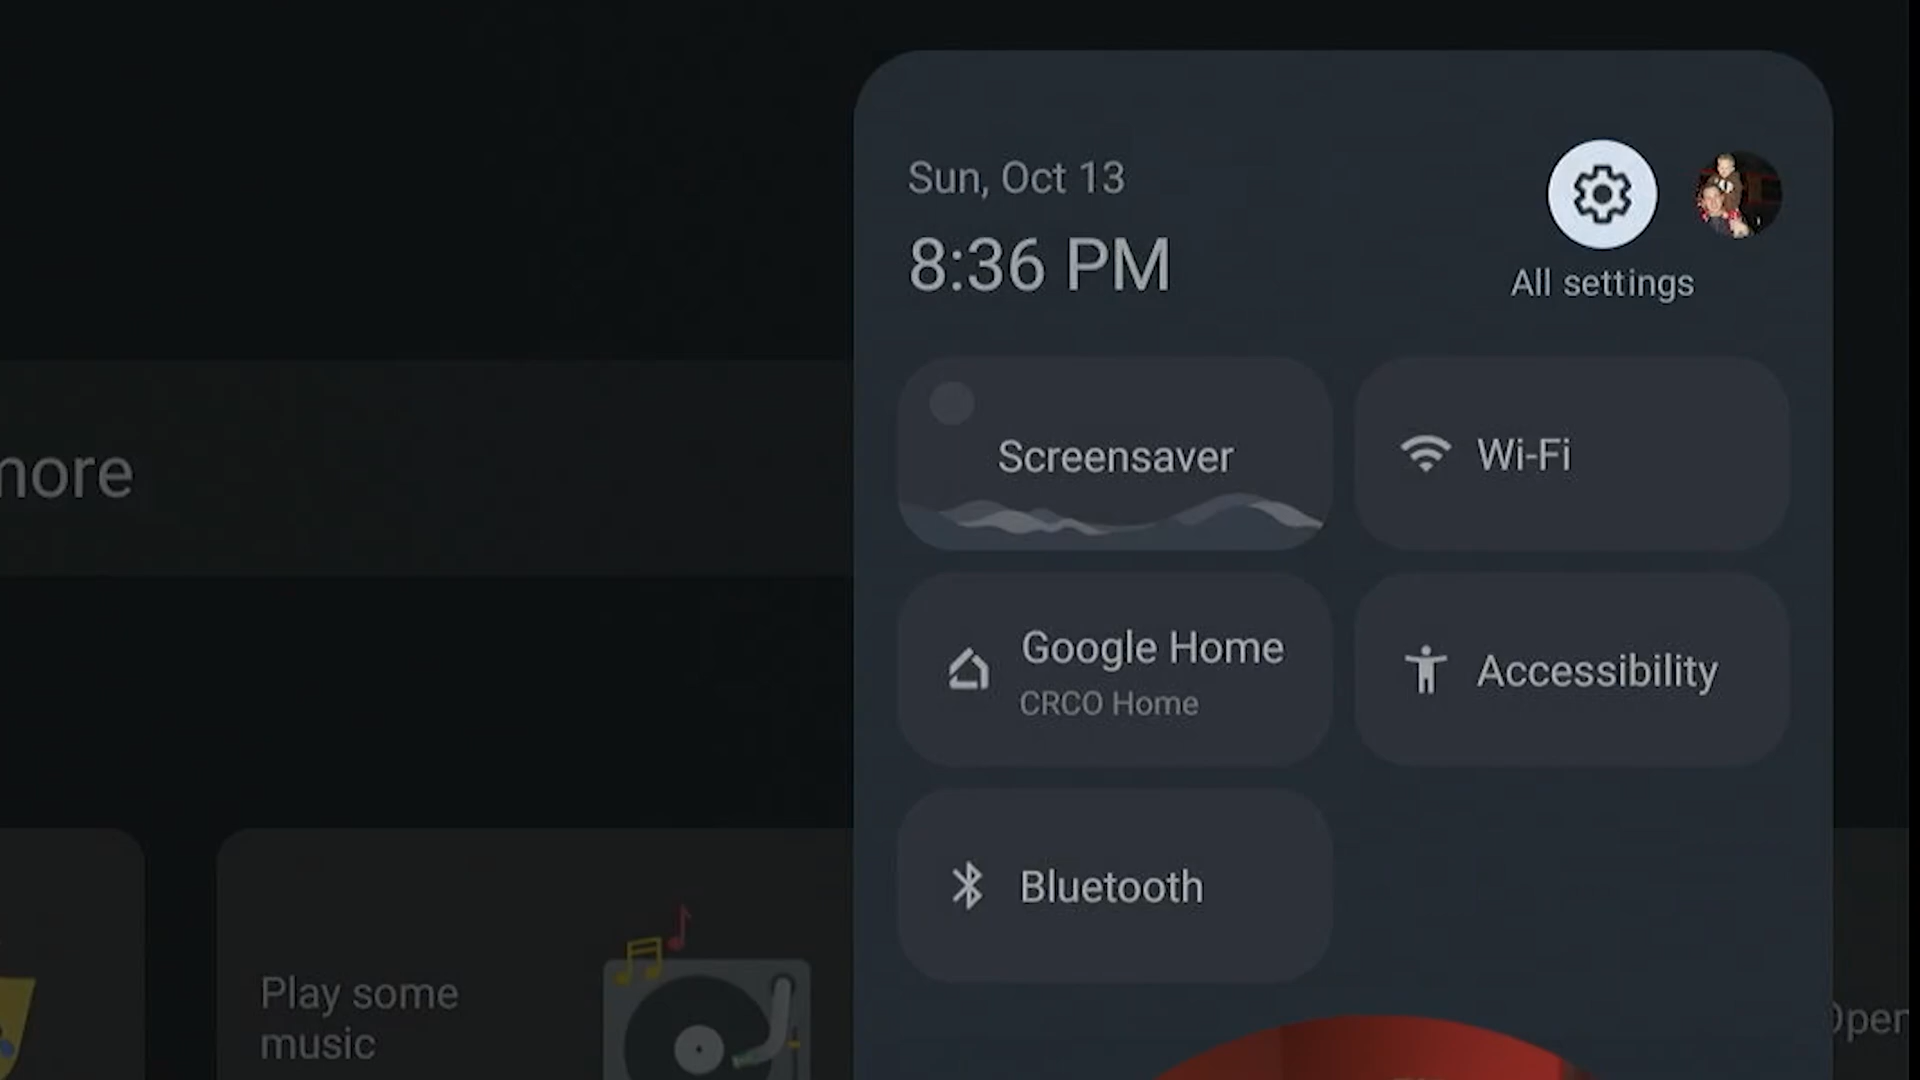 Sun, Oct 13
8:36 PM
All settings
Screensaver
Wi-Fi
more
Google Home
CRCO Home
Accessibility
Bluetooth
Play some
music
Open